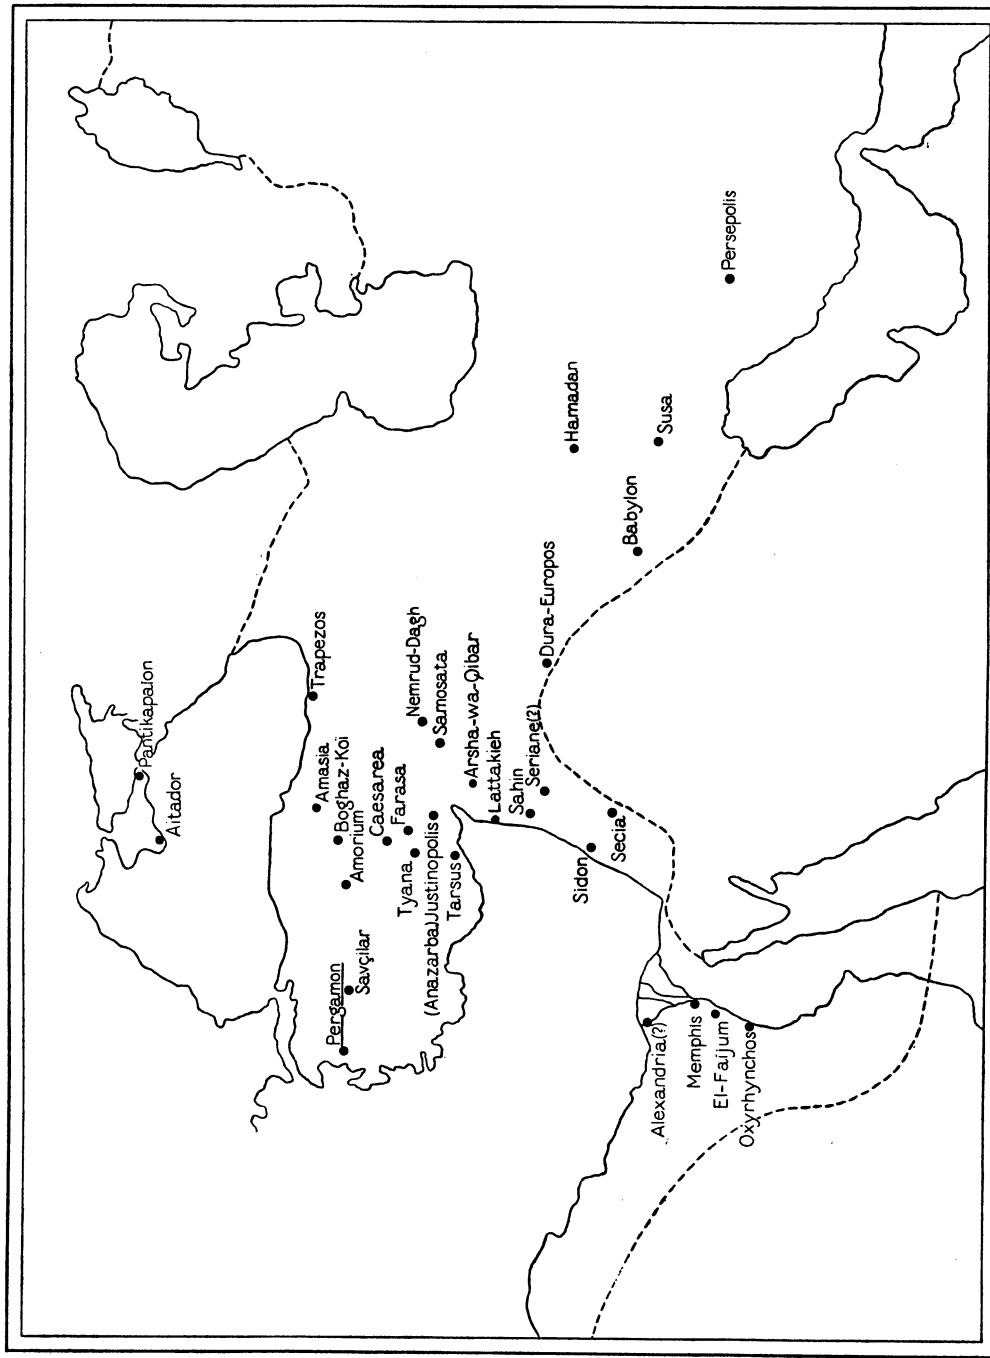 Pantikapaion
Aitador
Trapezos
Amasia
Boghaz-Koï
Amorium
Caesarea
Farasa
Tyana
Nemrud-Dagh
Samosata
(Anazarba)Justinopolis
Tarsus
Pergamon
Savçilar
Arsha-wa-Qibar
Lattakieh
Sahin
Seriane(?)
Dura-Europos
Sidon
Secia
Hamadan
Susa
Babylon
Persepolis
Alexandria(?)
Memphis
El-Faijum
Oxyrhynchos